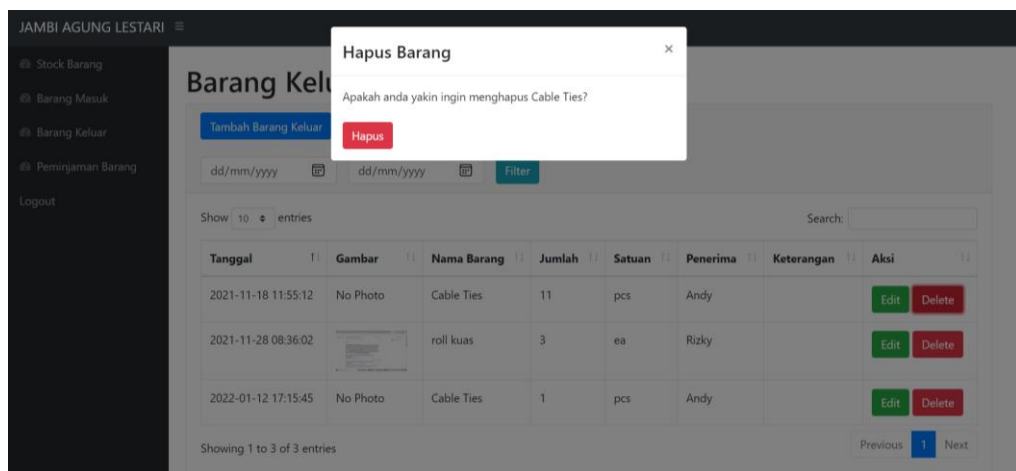 JAMBI AGUNG LESTARI
Hapus Barang ×
Stock Barang
Barang Masuk
Barang Keluar
Peminjaman Barang
Logout
Barang Kelu
Apakah anda yakin ingin menghapus Cable Ties?
Tambah Barang Keluar
Hapus
dd/mm/yyyy dd/mm/yyyy Filter
Show 10 entries Search:
Tanggal Gambar Nama Barang Jumlah Satuan Penerima Keterangan Aksi
2021-11-18 11:55:12 No Photo Cable Ties 11 pcs Andy Edit Delete
2021-11-28 08:36:02 roll kuas 3 ea Rizky Edit Delete
2022-01-12 17:15:45 No Photo Cable Ties 1 pcs Andy Edit Delete
Showing 1 to 3 of 3 entries Previous 1 Next